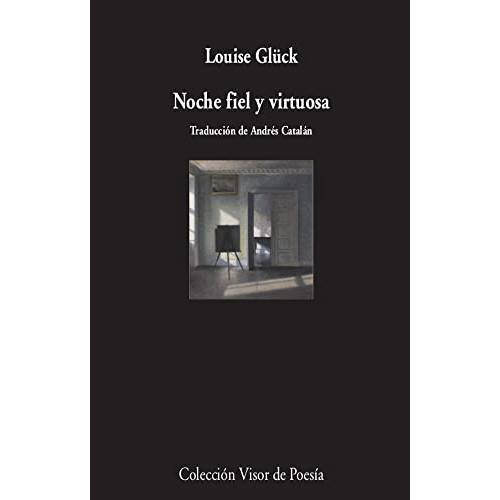 Louise Glück
Noche fiel y virtuosa
Traducción de Andrés Catalán
Colección Visor de Poesía